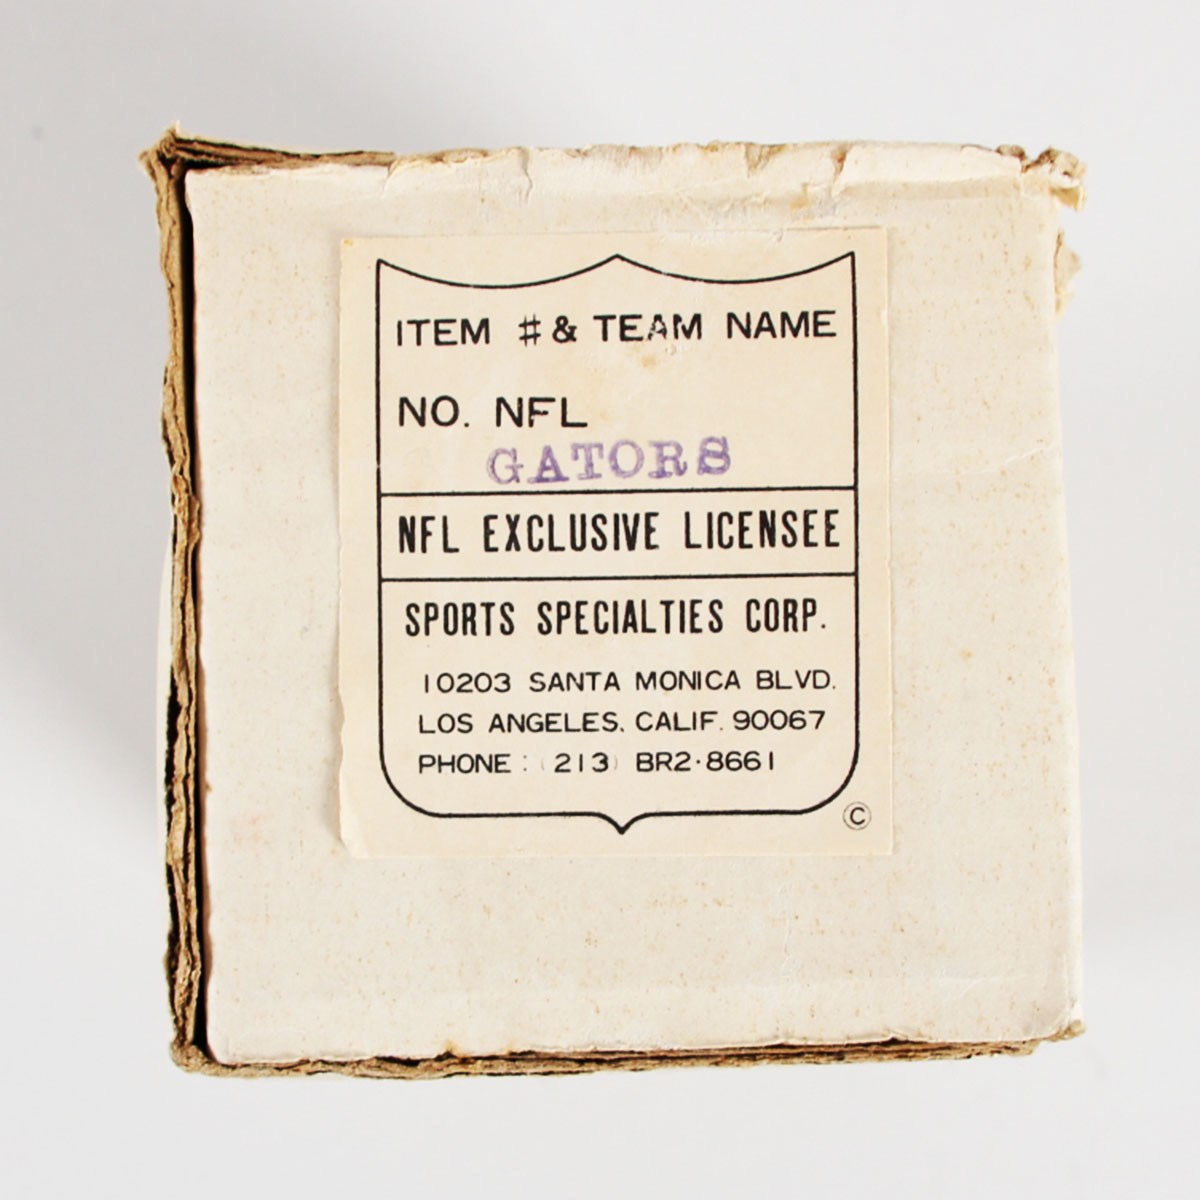 ITEM # & TEAM NAME
NO. NFL
GATORS
NFL EXCLUSIVE LICENSEE
SPORTS SPECIALTIES CORP.
10203 SANTA MONICA BLVD.
LOS ANGELES, CALIF. 90067
PHONE : (213) BR2·8661
©